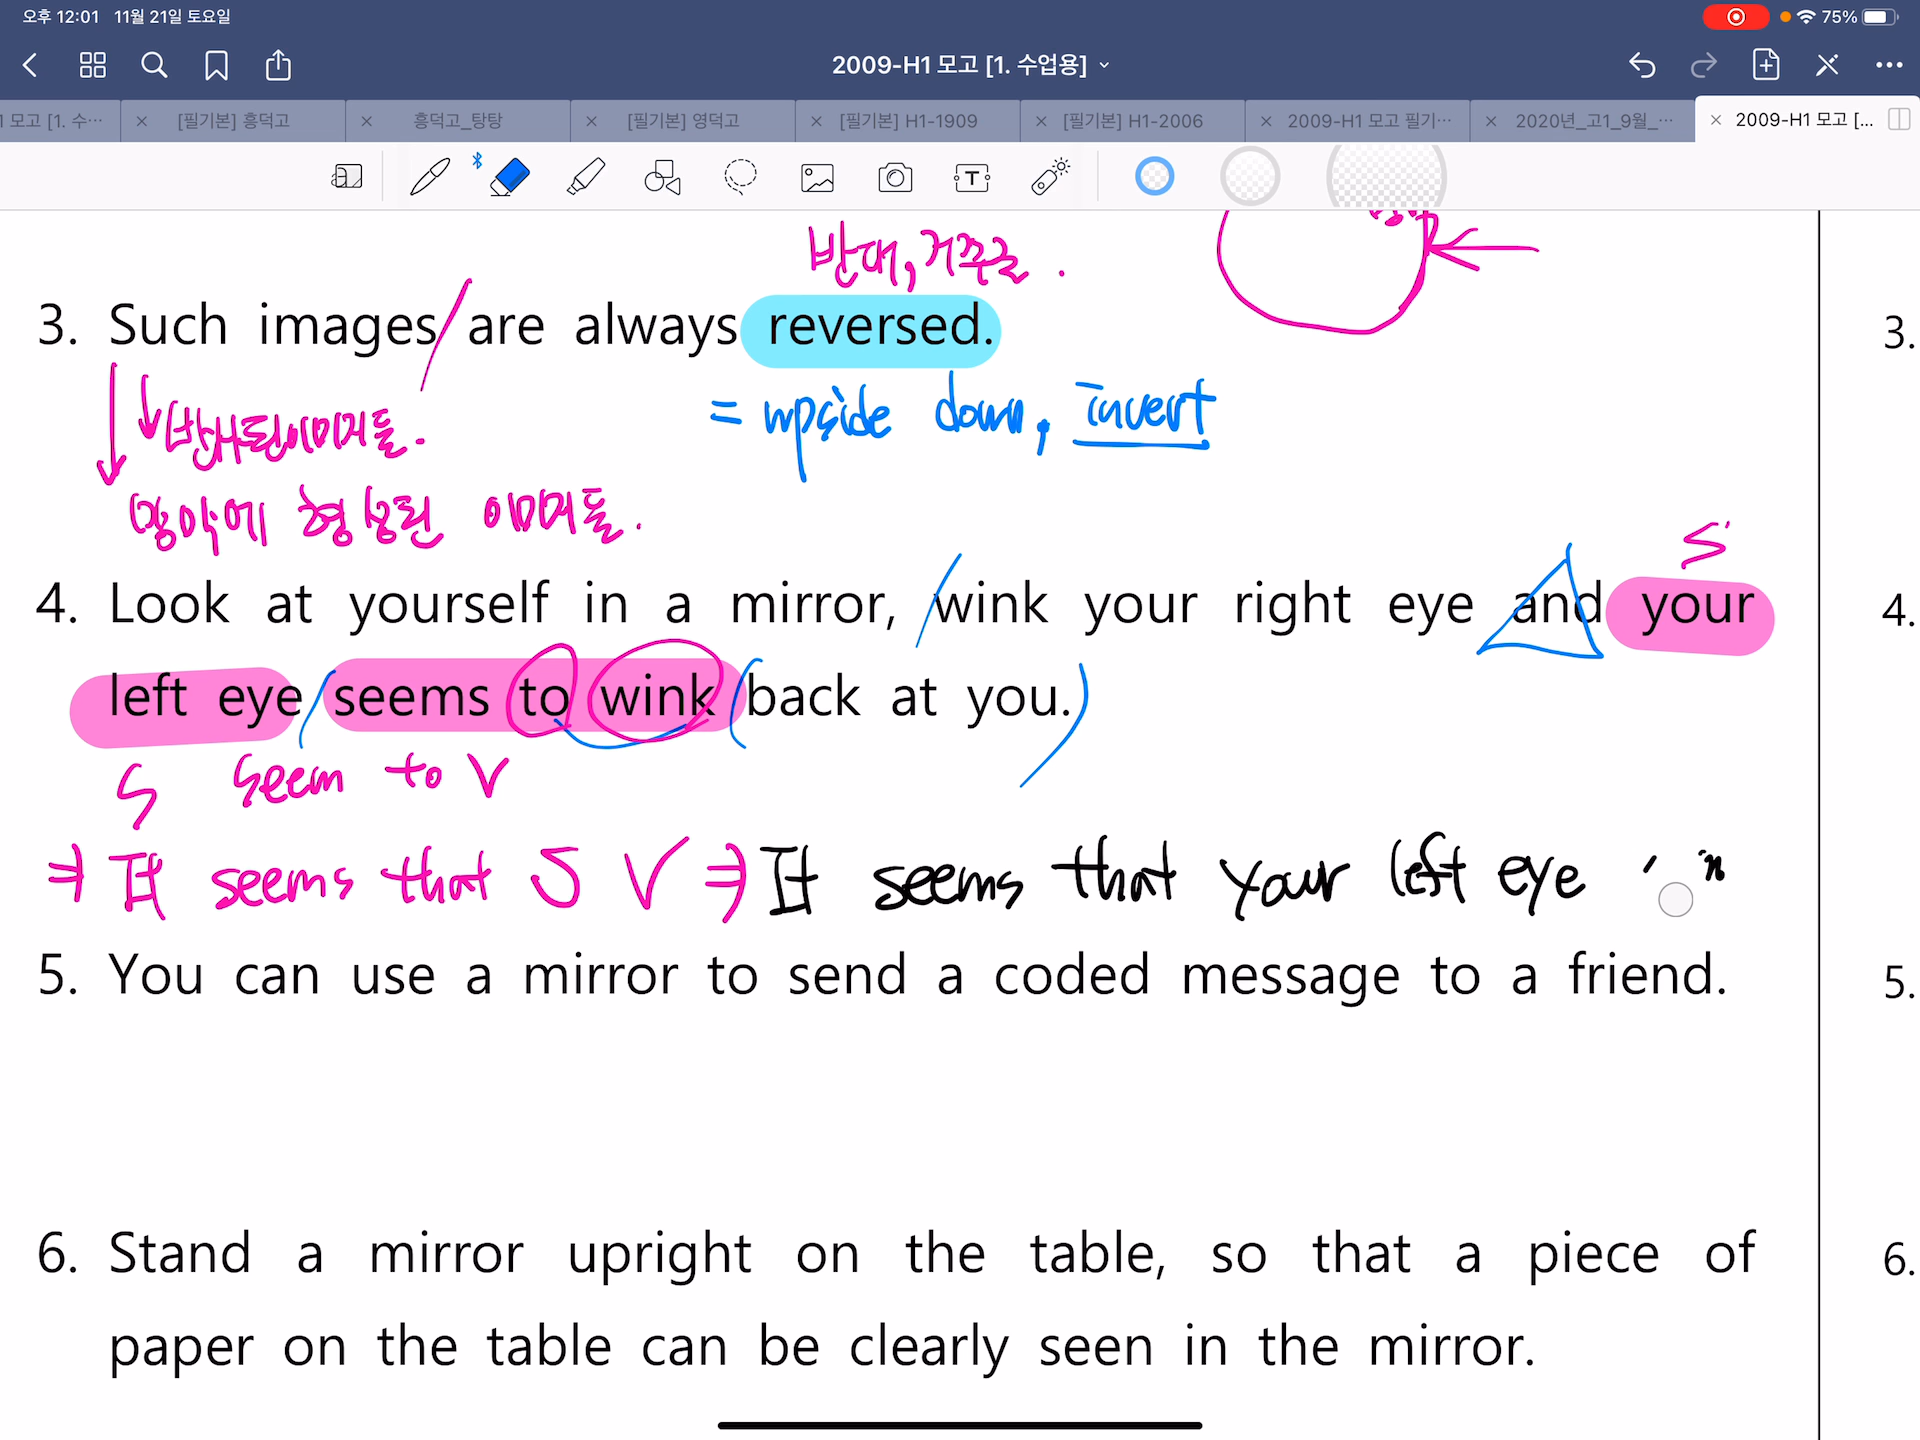 오후 12:01 11월 21일 토요일 75%
2009-H1 모고 [1. 수업용]
모고 [1. 수… × [필기본] 흥덕고 × 흥덕고_탕탕 × [필기본] 영덕고 × [필기본] H1-1909 × [필기본] H1-2006 × 2009-H1 모고 필기… × 2020년_고1_9월_… × 2009-H1 모고 […
반대, 거꾸로.
3. Such images are always reversed.
3.
= upside down, invert
반사된 이미지들.
망막에 형성된 이미지들.
S
4. Look at yourself in a mirror, wink your right eye and your
4.
left eye seems to wink back at you.
S seem to V
⇒ It seems that S V ⇒ It seems that your left eye
5. You can use a mirror to send a coded message to a friend.
5.
6. Stand a mirror upright on the table, so that a piece of
6.
paper on the table can be clearly seen in the mirror.